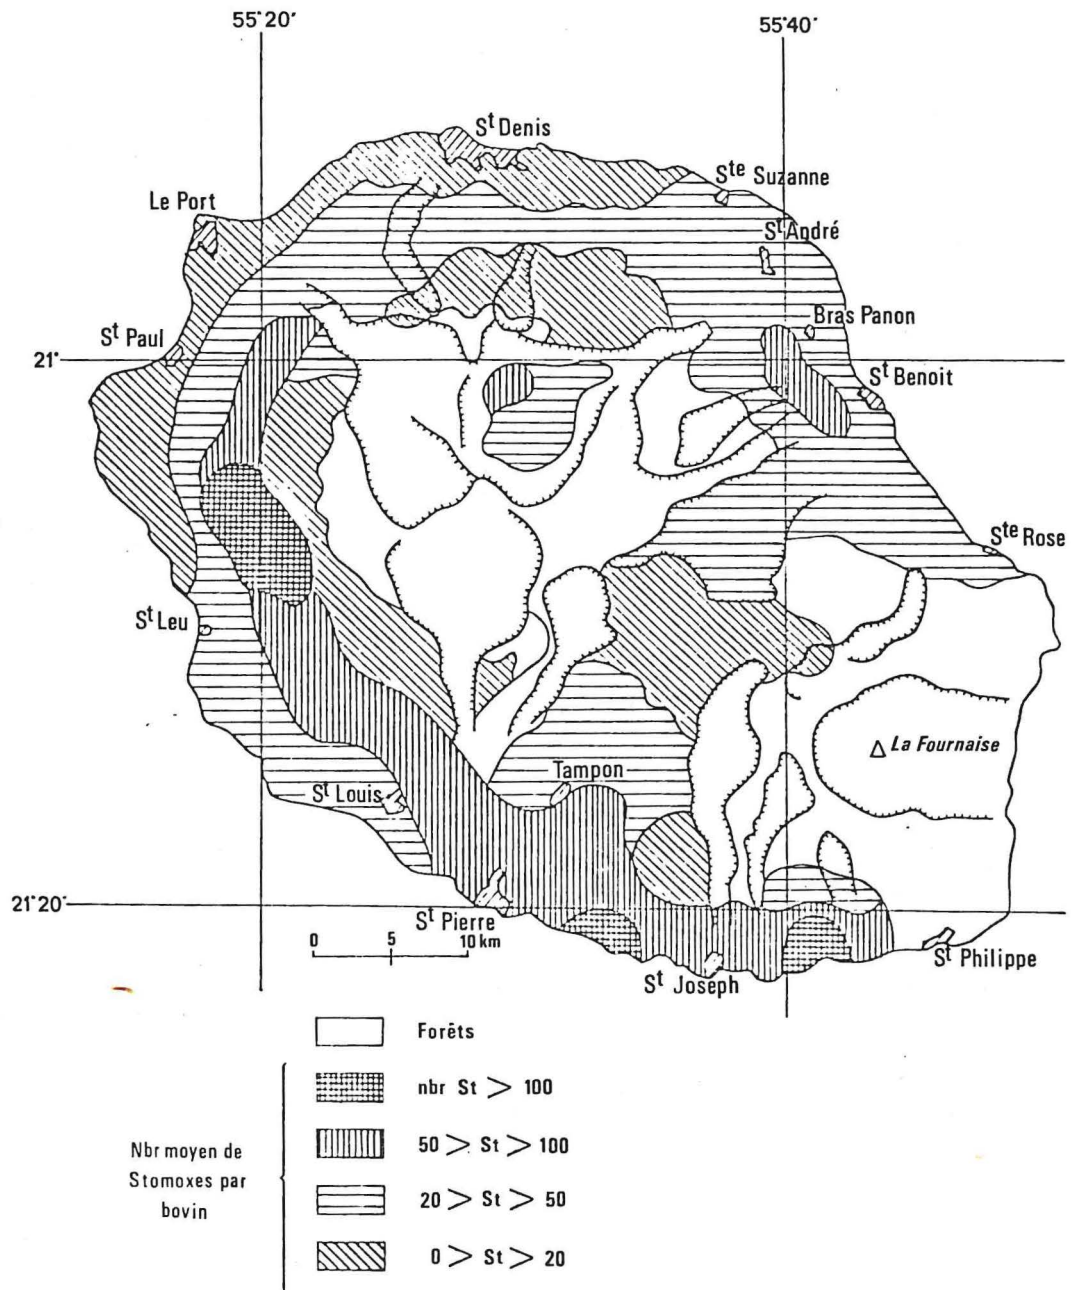 55°20' 55°40'
St Denis
Ste Suzanne
Le Port
St André
Bras Panon
St Paul
21°
St Benoit
Ste Rose
St Leu
La Fournaise
Tampon
St Louis
21°20'
St Pierre
0 5 10 km
St Philippe
St Joseph
Forêts
nbr St > 100
50 > St > 100
20 > St > 50
0 > St > 20
Nbr moyen de
Stomoxes par
bovin